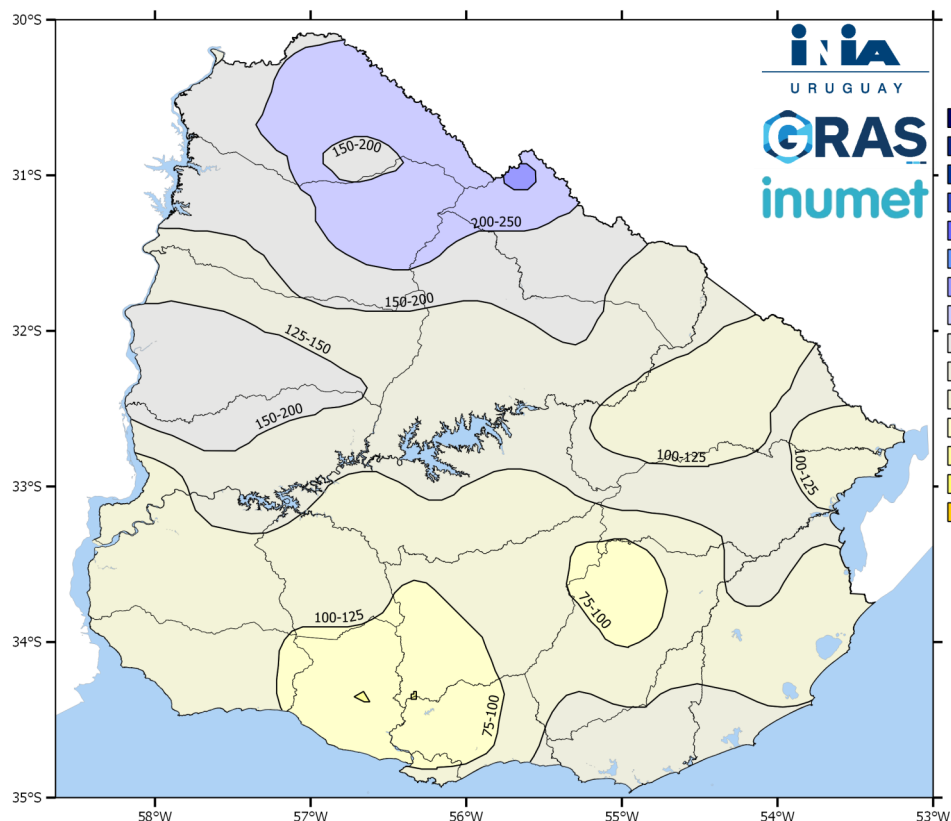 30°S
31°S
32°S
33°S
34°S
35°S
58°W
57°W
56°W
55°W
54°W
53°W
iNiA
URUGUAY
GRAS
inumet
150-200
200-250
150-200
125-150
150-200
100-125
100-125
100-125
75-100
75-100